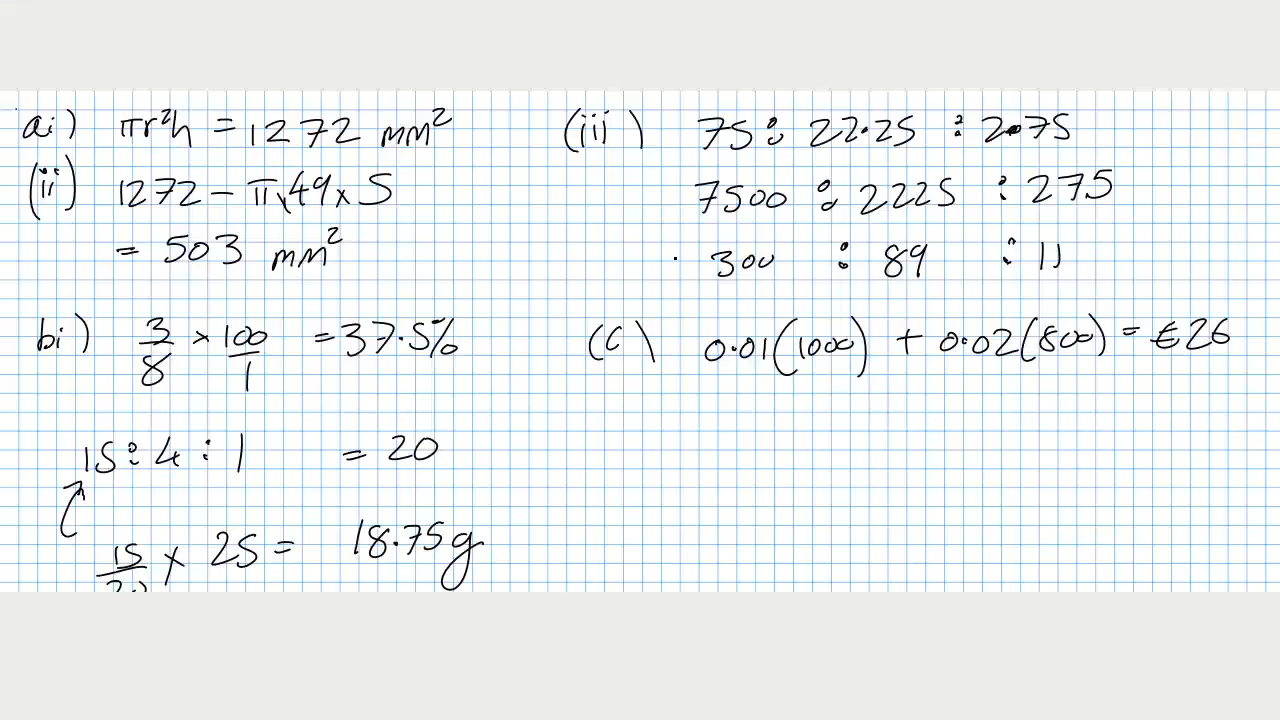 ai) πr²h = 1272 mm²
(ii) 1272 - π 49 x 5
= 503 mm²
bi) 3/8 x 100/1 = 37.5%
15 : 4 : 1 = 20
15/20 x 25 = 18.75g
(iii) 75 : 22.25 : 2.75
7500 : 2225 : 275
300 : 89 : 11
(c) 0.01(1000) + 0.02(800) = €26